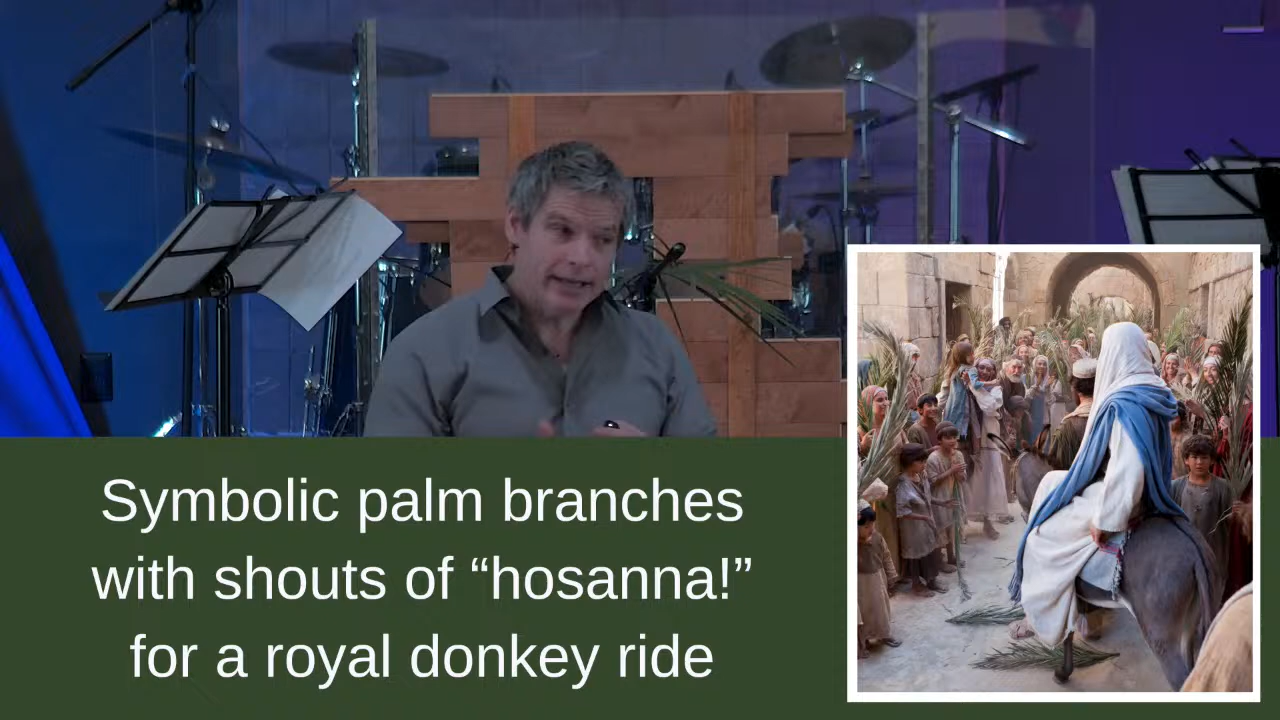 Symbolic palm branches
with shouts of “hosanna!”
for a royal donkey ride